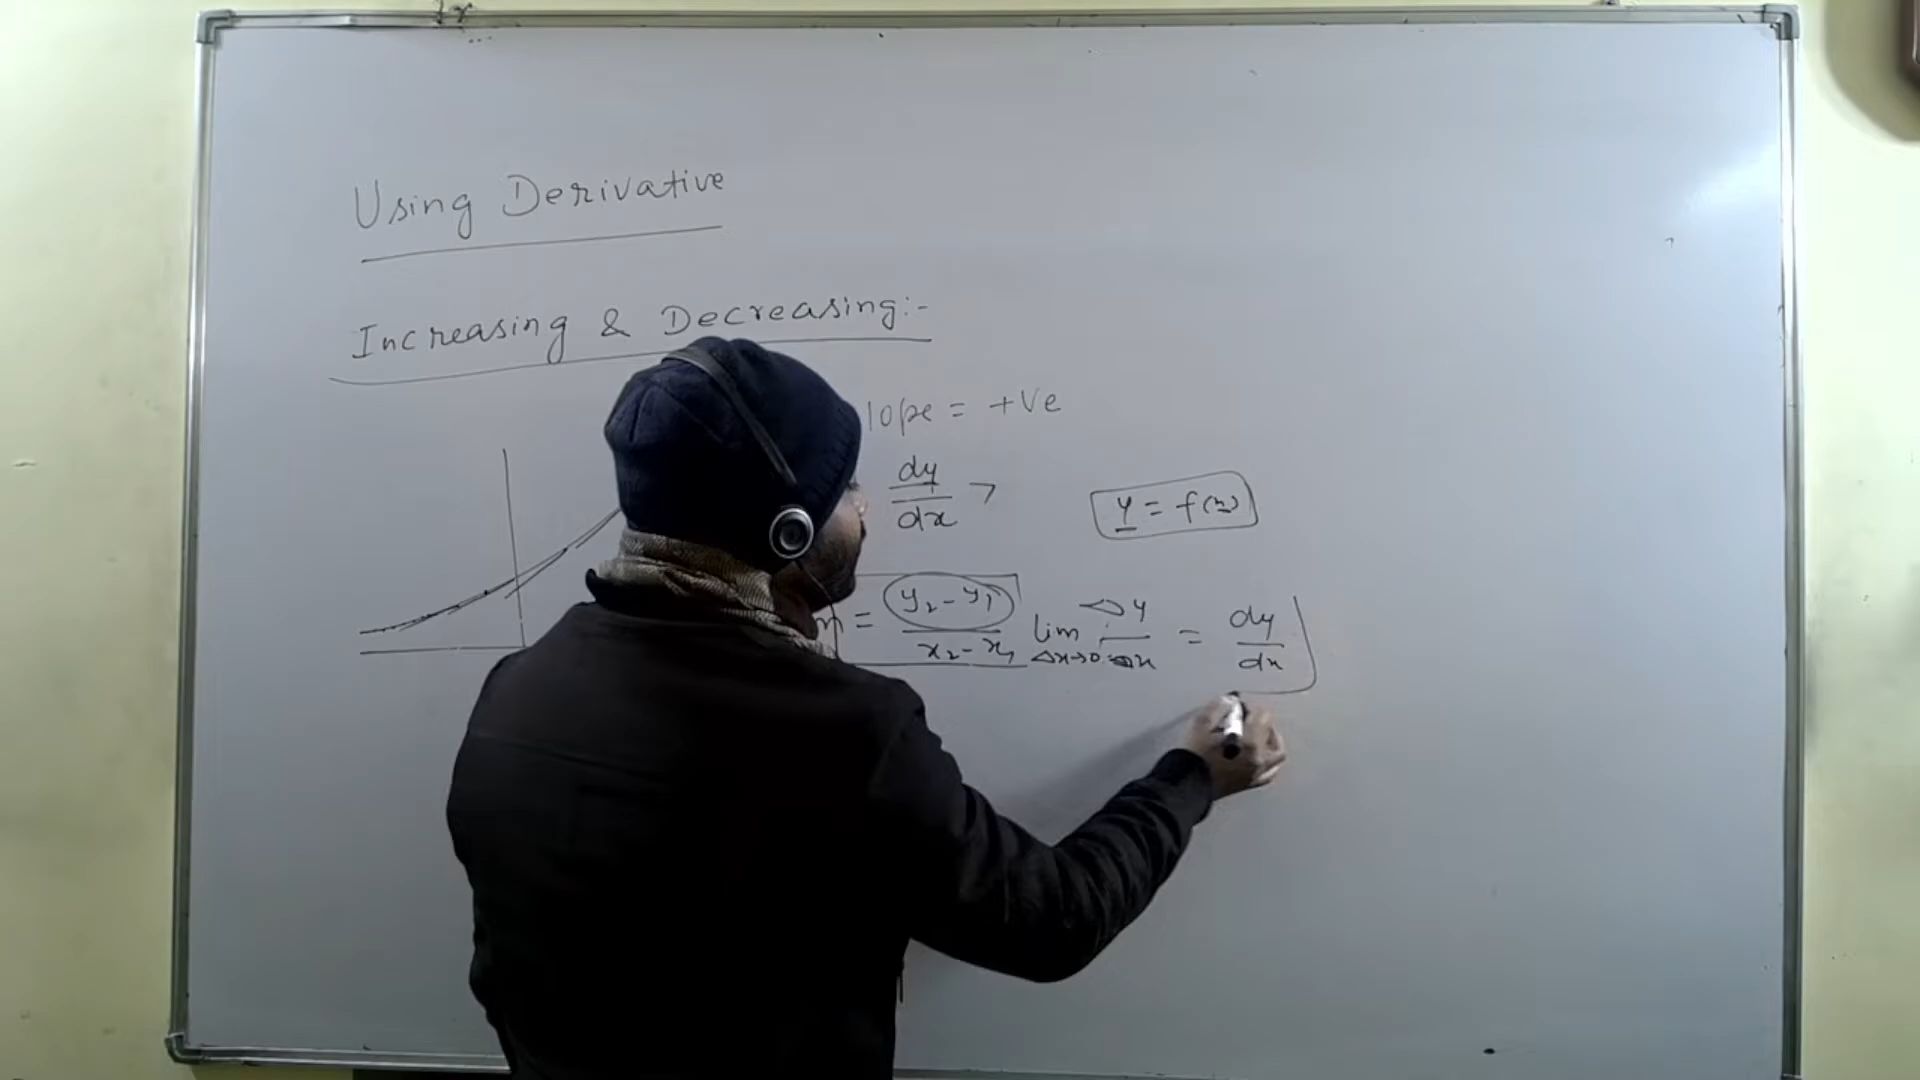 Using Derivative
Increasing & Decreasing:-
lope = +ve
dy/dx >
y = f(x)
m = y₂-y₁/x₂-x₁ lim Δx→0 Δy/Δx = dy/dx